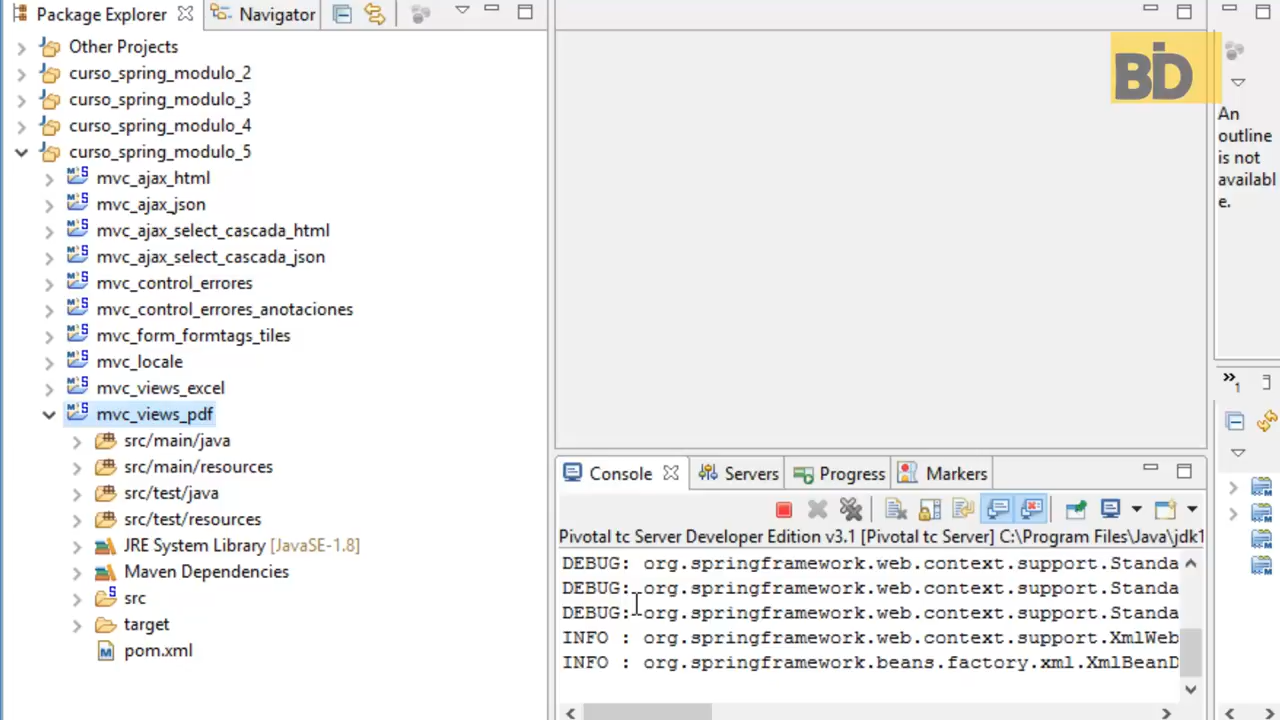 Package Explorer
Navigator
Other Projects
curso_spring_modulo_2
curso_spring_modulo_3
curso_spring_modulo_4
curso_spring_modulo_5
mvc_ajax_html
mvc_ajax_json
mvc_ajax_select_cascada_html
mvc_ajax_select_cascada_json
mvc_control_errores
mvc_control_errores_anotaciones
mvc_form_formtags_tiles
mvc_locale
mvc_views_excel
mvc_views_pdf
src/main/java
src/main/resources
src/test/java
src/test/resources
JRE System Library [JavaSE-1.8]
Maven Dependencies
src
target
pom.xml
BD
An
outline
is not
availabl
e.
Console
Servers
Progress
Markers
Pivotal tc Server Developer Edition v3.1 [Pivotal tc Server] C:\Program Files\Java\jdk1
DEBUG: org.springframework.web.context.support.Standa
DEBUG: org.springframework.web.context.support.Standa
DEBUG: org.springframework.web.context.support.Standa
INFO : org.springframework.web.context.support.XmlWeb
INFO : org.springframework.beans.factory.xml.XmlBeanD